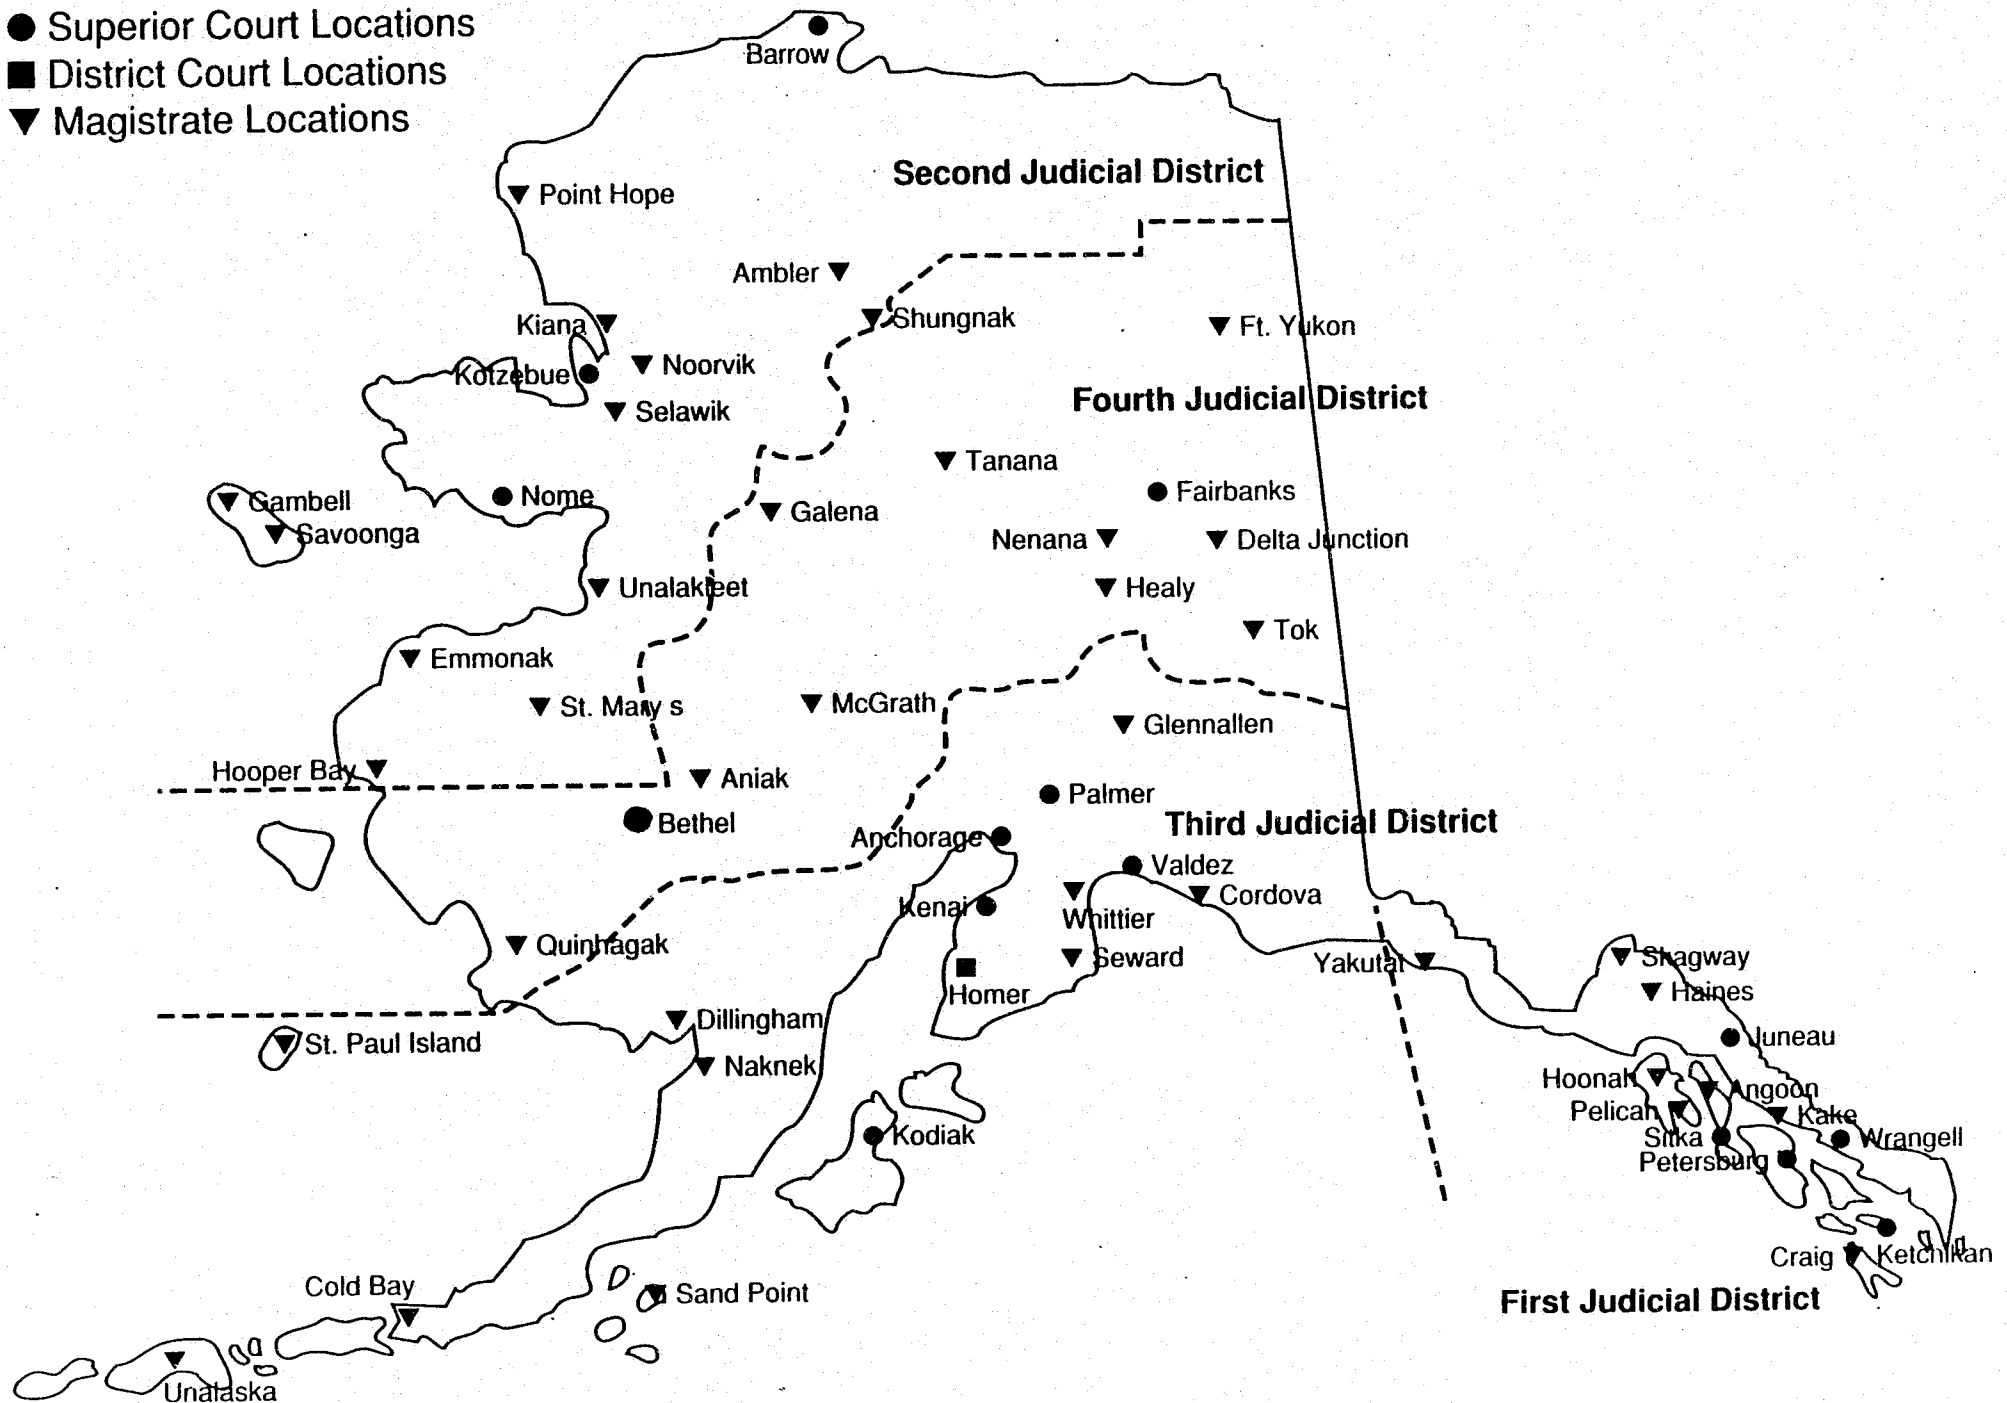 Superior Court Locations
District Court Locations
Magistrate Locations
Barrow
Second Judicial District
Point Hope
Ambler
Shungnak
Kiana
Ft. Yukon
Noorvik
Kotzebue
Fourth Judicial District
Selawik
Tanana
Fairbanks
Nome
Gambell
Galena
Savoonga
Nenana
Delta Junction
Unalakleet
Healy
Tok
Emmonak
St. Mary s
McGrath
Glennallen
Hooper Bay
Aniak
Palmer
Bethel
Third Judicial District
Anchorage
Valdez
Cordova
Kenai
Whittier
Quinhagak
Seward
Yakutat
Skagway
Homer
Haines
Dillingham
St. Paul Island
Juneau
Naknek
Hoonah
Angoon
Pelican
Kake
Kodiak
Sitka
Wrangell
Petersburg
Craig
Ketchikan
Cold Bay
Sand Point
First Judicial District
Unalaska